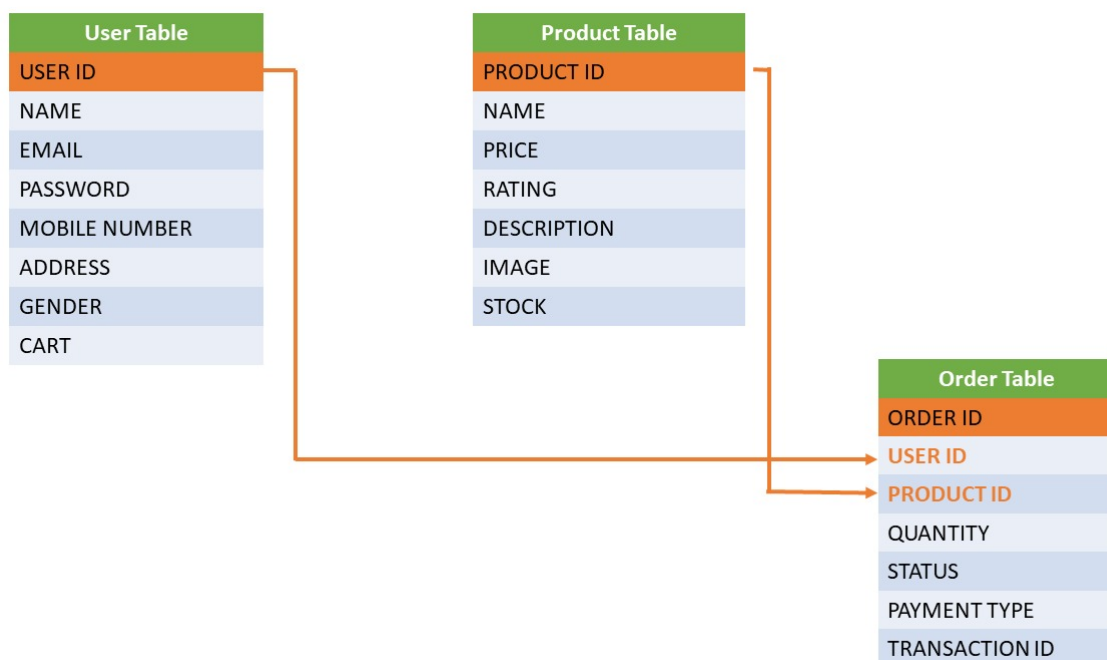 User Table
USER ID
NAME
EMAIL
PASSWORD
MOBILE NUMBER
ADDRESS
GENDER
CART
Product Table
PRODUCT ID
NAME
PRICE
RATING
DESCRIPTION
IMAGE
STOCK
Order Table
ORDER ID
USER ID
PRODUCT ID
QUANTITY
STATUS
PAYMENT TYPE
TRANSACTION ID